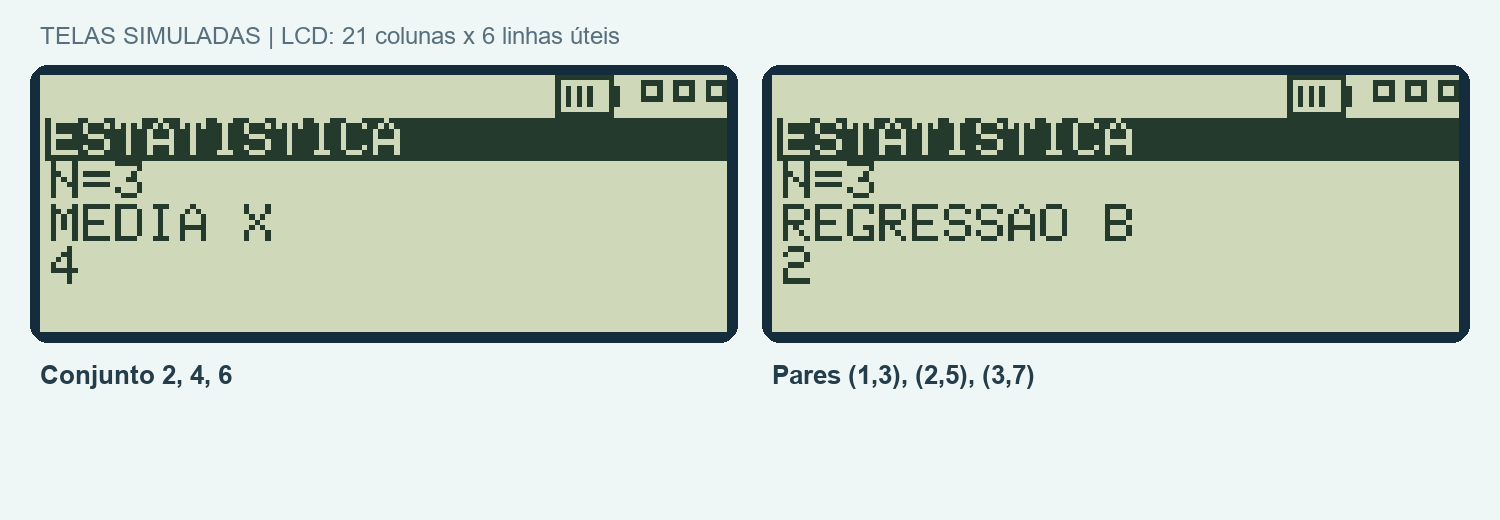 TELAS SIMULADAS | LCD: 21 colunas x 6 linhas úteis
ESTATISTICA
N=3
MEDIA X
4
Conjunto 2, 4, 6
ESTATISTICA
N=3
REGRESSAO B
2
Pares (1,3), (2,5), (3,7)